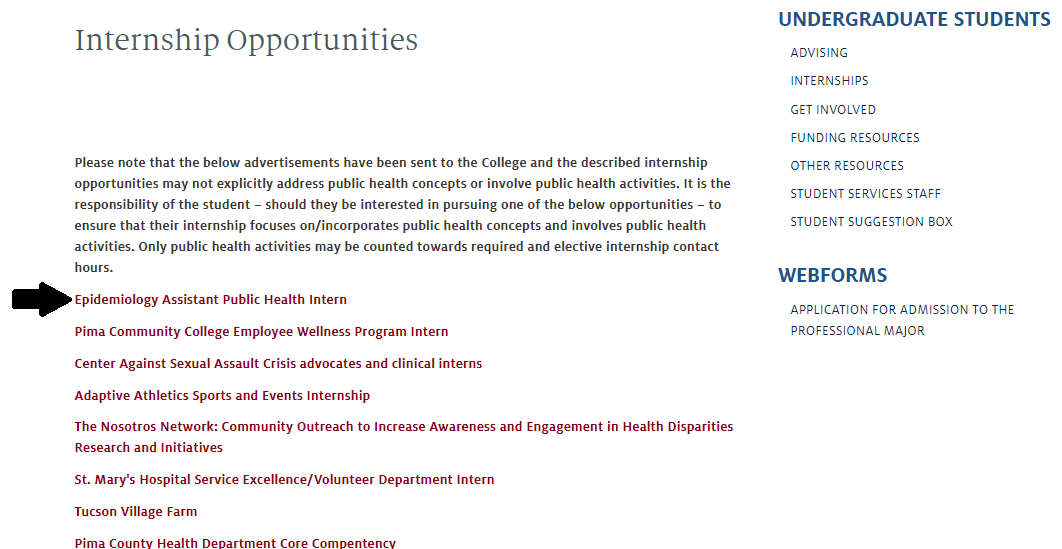 Internship Opportunities
Please note that the below advertisements have been sent to the College and the described internship
opportunities may not explicitly address public health concepts or involve public health activities. It is the
responsibility of the student – should they be interested in pursuing one of the below opportunities – to
ensure that their internship focuses on/incorporates public health concepts and involves public health
activities. Only public health activities may be counted towards required and elective internship contact
hours.
Epidemiology Assistant Public Health Intern
Pima Community College Employee Wellness Program Intern
Center Against Sexual Assault Crisis advocates and clinical interns
Adaptive Athletics Sports and Events Internship
The Nosotros Network: Community Outreach to Increase Awareness and Engagement in Health Disparities
Research and Initiatives
St. Mary's Hospital Service Excellence/Volunteer Department Intern
Tucson Village Farm
Pima County Health Department Core Compentency
UNDERGRADUATE STUDENTS
ADVISING
INTERNSHIPS
GET INVOLVED
FUNDING RESOURCES
OTHER RESOURCES
STUDENT SERVICES STAFF
STUDENT SUGGESTION BOX
WEBFORMS
APPLICATION FOR ADMISSION TO THE
PROFESSIONAL MAJOR